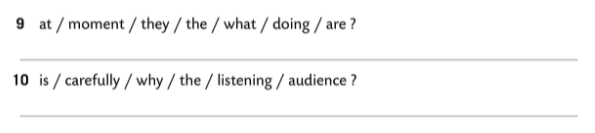 9 at / moment / they / the / what / doing / are ?
10 is / carefully / why / the / listening / audience ?